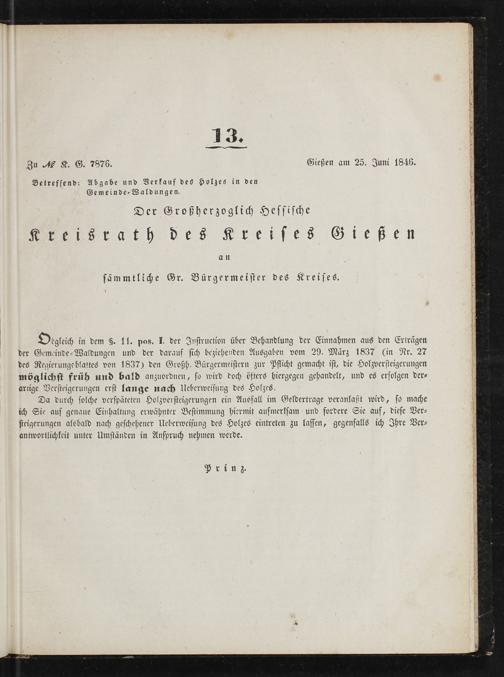 13.
Zu № K. G. 7876.
Gießen am 25. Juni 1846.
Betreffend: Abgabe und Verkauf des Holzes in den
Gemeinde-Waldungen.
Der Großherzoglich Hessische
Kreisrath des Kreises Gießen
an
sämmtliche Gr. Bürgermeister des Kreises.
Obgleich in dem §. 11. pos. I. der Instruction über Behandlung der Einnahmen aus den Erträgen
der Gemeinde-Waldungen und der darauf sich beziehenden Ausgaben vom 29. März 1837 (in Nr. 27
des Regierungsblattes von 1837) den Großh. Bürgermeistern zur Pflicht gemacht ist, die Holzversteigerungen
möglichst früh und bald anzuordnen, so wird doch öfters hiergegen gehandelt, und es erfolgen der-
artige Versteigerungen erst lange nach Ueberweisung des Holzes.
Da durch solche verspäteten Holzversteigerungen ein Ausfall im Geldertrage veranlaßt wird, so mache
ich Sie auf genaue Einhaltung erwähnter Bestimmung hiermit aufmerksam und fordere Sie auf, diese Ver-
steigerungen alsbald nach geschehener Ueberweisung des Holzes eintreten zu lassen, gegenfalls ich Ihre Ver-
antwortlichkeit unter Umständen in Anspruch nehmen werde.
Prinz.